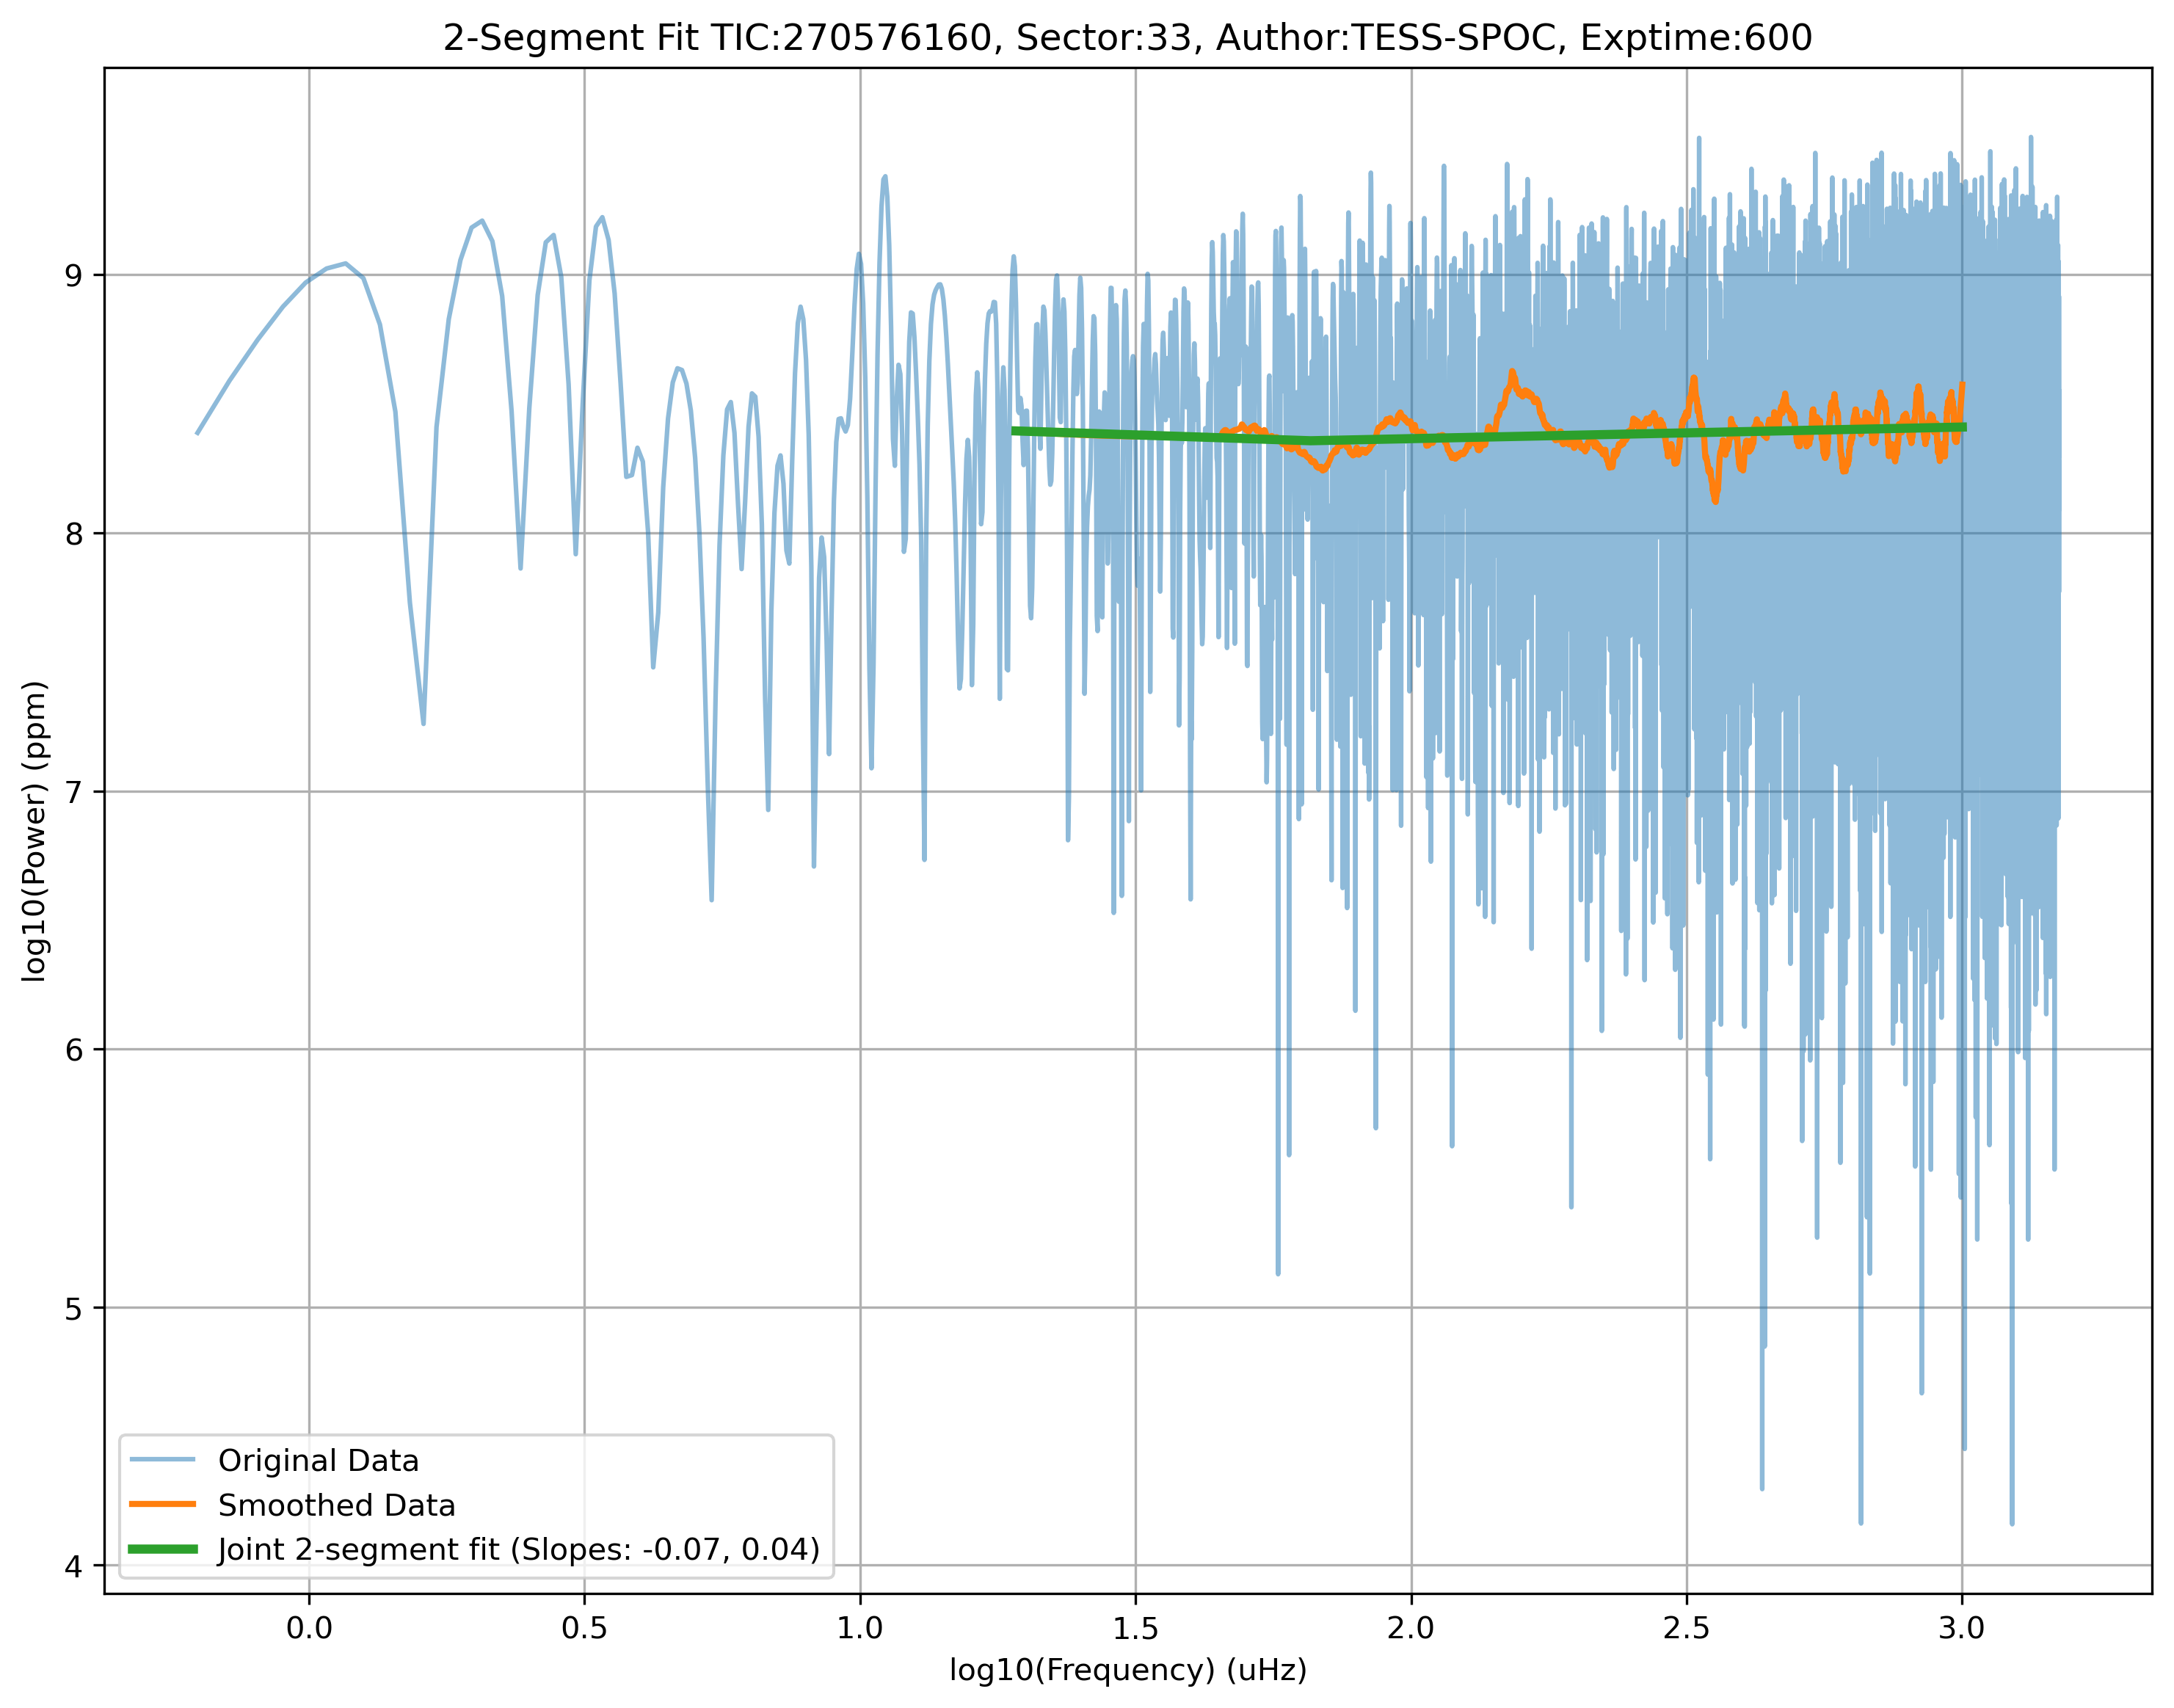 2-Segment Fit TIC:270576160, Sector:33, Author:TESS-SPOC, Exptime:600
log10(Power) (ppm)
9
8
7
6
5
4
Original Data
Smoothed Data
Joint 2-segment fit (Slopes: -0.07, 0.04)
0.0 0.5 1.0 1.5 2.0 2.5 3.0
log10(Frequency) (uHz)